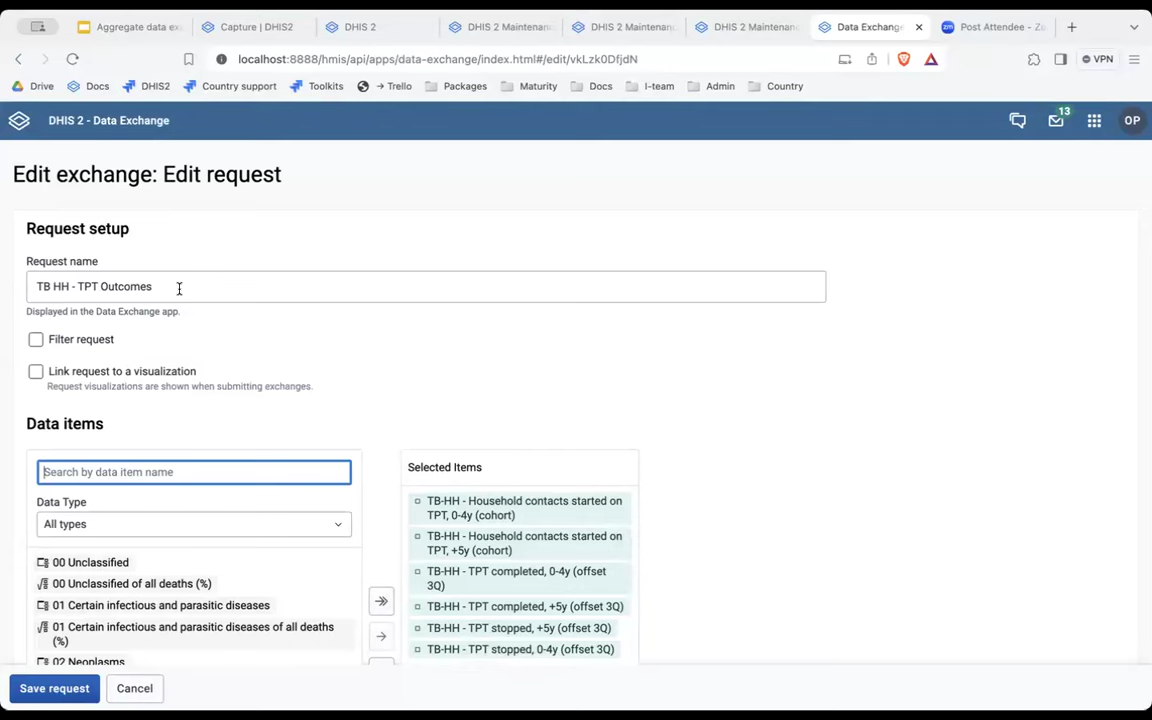 Aggregate data ex
Capture | DHIS2
DHIS 2
DHIS 2 Maintenanc
DHIS 2 Maintenanc
DHIS 2 Maintenanc
Data Exchange
Post Attendee - Zo
localhost:8888/hmis/api/apps/data-exchange/index.html#/edit/vkLzk0DfjdN
VPN
Drive
Docs
DHIS2
Country support
Toolkits
→ Trello
Packages
Maturity
Docs
I-team
Admin
Country
DHIS 2 - Data Exchange
13
OP
Edit exchange: Edit request
Request setup
Request name
TB HH - TPT Outcomes
Displayed in the Data Exchange app.
Filter request
Link request to a visualization
Request visualizations are shown when submitting exchanges.
Data items
Search by data item name
Data Type
All types
00 Unclassified
00 Unclassified of all deaths (%)
01 Certain infectious and parasitic diseases
01 Certain infectious and parasitic diseases of all deaths
(%)
02 Neoplasms
Selected Items
TB-HH - Household contacts started on
TPT, 0-4y (cohort)
TB-HH - Household contacts started on
TPT, +5y (cohort)
TB-HH - TPT completed, 0-4y (offset
3Q)
TB-HH - TPT completed, +5y (offset 3Q)
TB-HH - TPT stopped, +5y (offset 3Q)
TB-HH - TPT stopped, 0-4y (offset 3Q)
Save request
Cancel